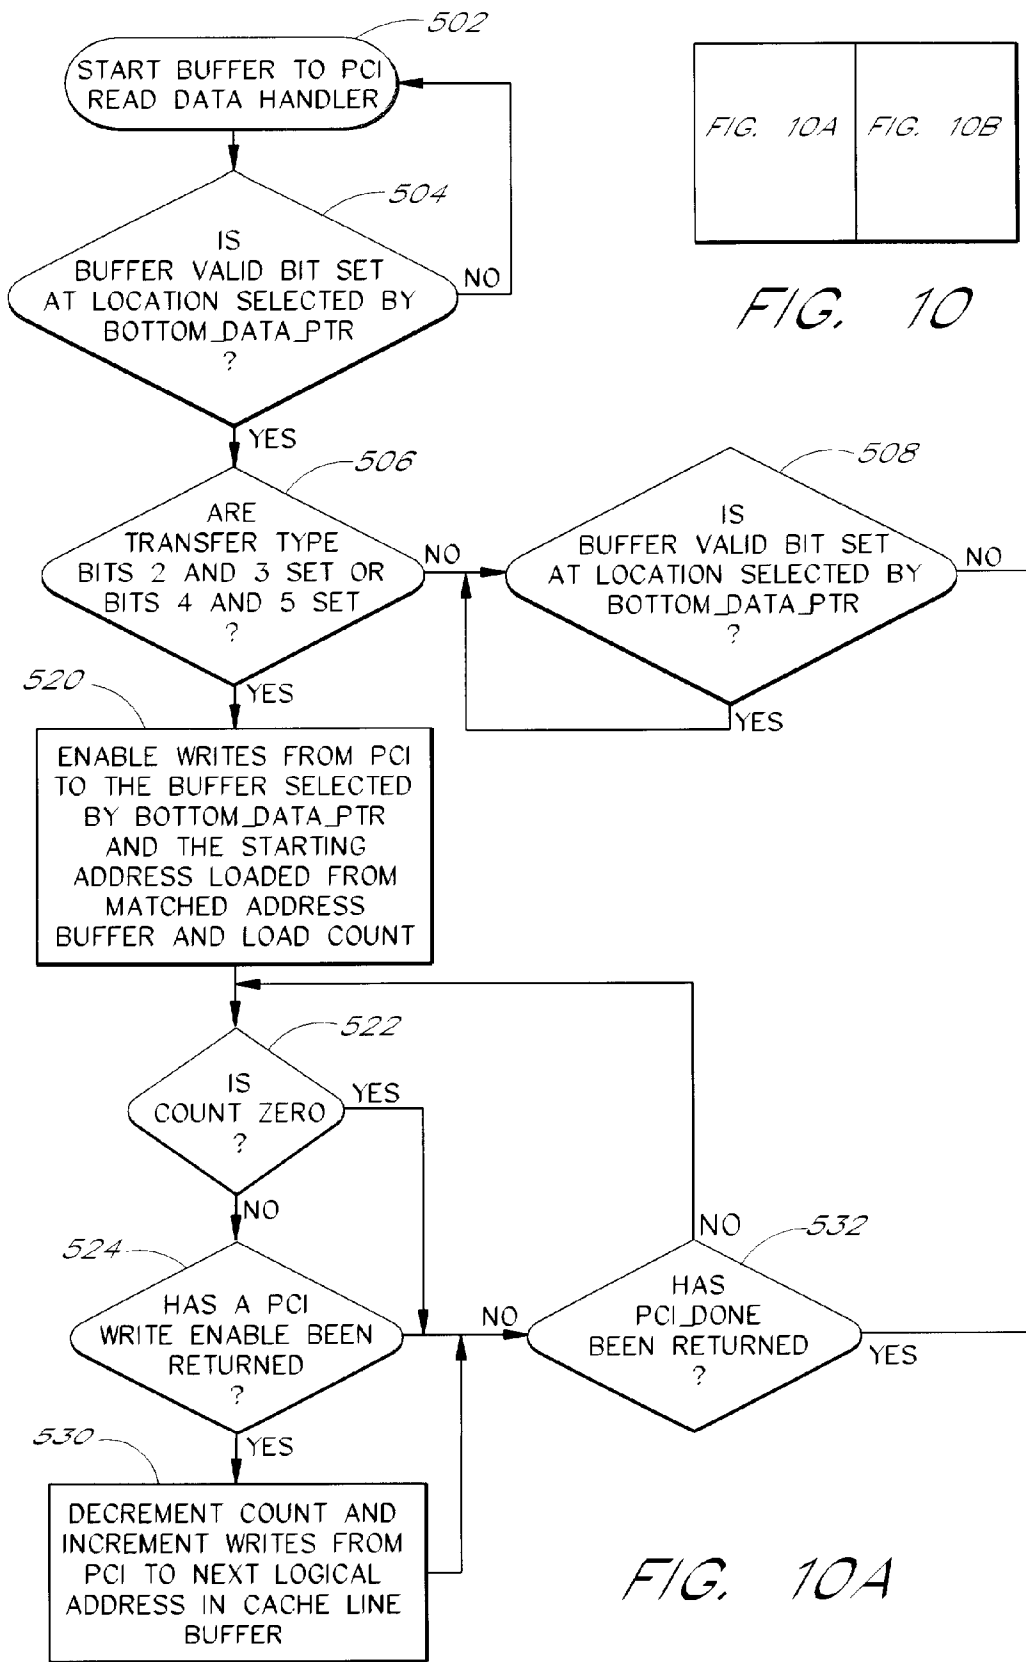 502
START BUFFER TO PCI
READ DATA HANDLER
FIG. 10A
FIG. 10B
FIG. 10
504
IS
BUFFER VALID BIT SET
AT LOCATION SELECTED BY
BOTTOM_DATA_PTR
?
NO
YES
506
ARE
TRANSFER TYPE
BITS 2 AND 3 SET OR
BITS 4 AND 5 SET
?
NO
YES
508
IS
BUFFER VALID BIT SET
AT LOCATION SELECTED BY
BOTTOM_DATA_PTR
?
NO
YES
520
ENABLE WRITES FROM PCI
TO THE BUFFER SELECTED
BY BOTTOM_DATA_PTR
AND THE STARTING
ADDRESS LOADED FROM
MATCHED ADDRESS
BUFFER AND LOAD COUNT
522
IS
COUNT ZERO
?
YES
NO
524
HAS A PCI
WRITE ENABLE BEEN
RETURNED
?
NO
YES
532
HAS
PCI_DONE
BEEN RETURNED
?
NO
YES
530
DECREMENT COUNT AND
INCREMENT WRITES FROM
PCI TO NEXT LOGICAL
ADDRESS IN CACHE LINE
BUFFER
FIG. 10A